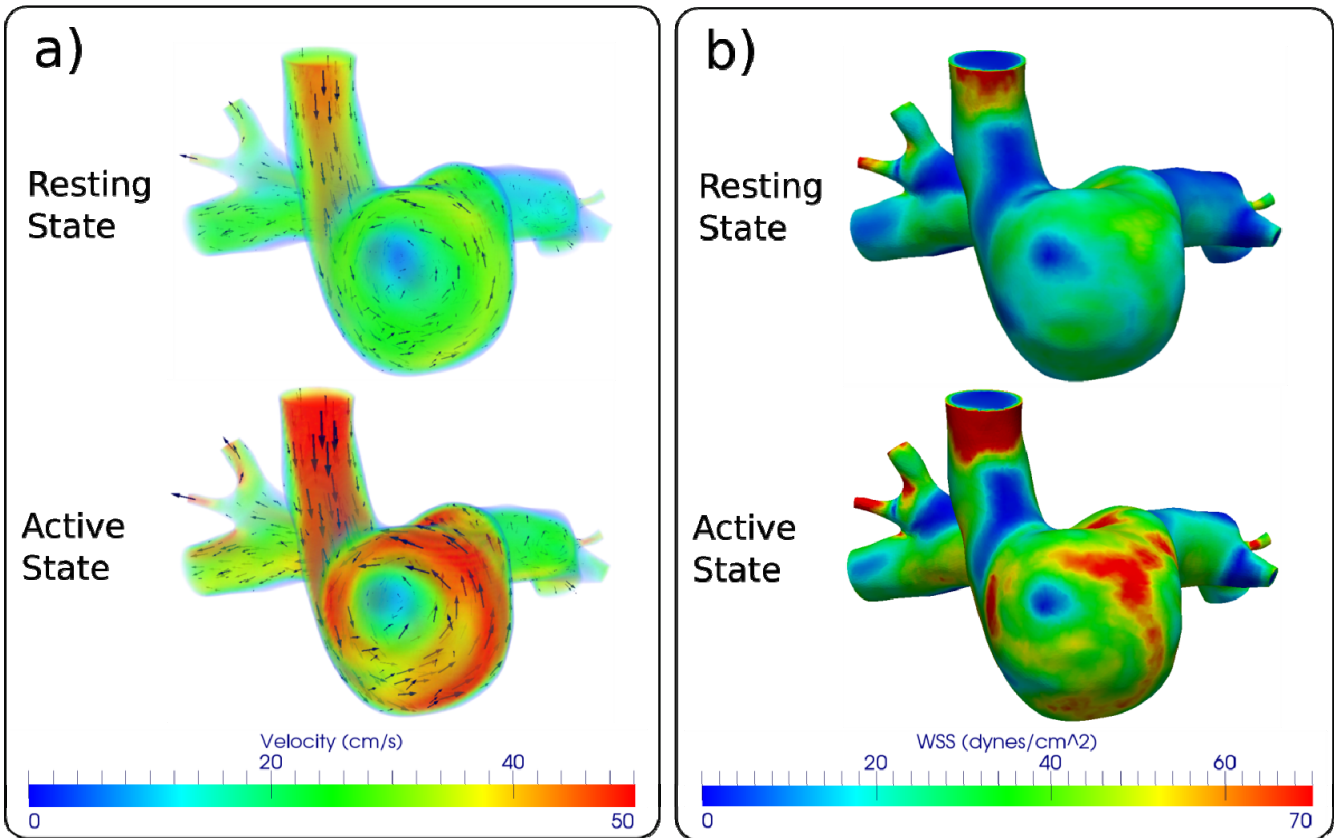 a)
Resting
State
Active
State
Velocity (cm/s)
20 40
0 50
b)
Resting
State
Active
State
WSS (dynes/cm^2)
20 40 60
0 70